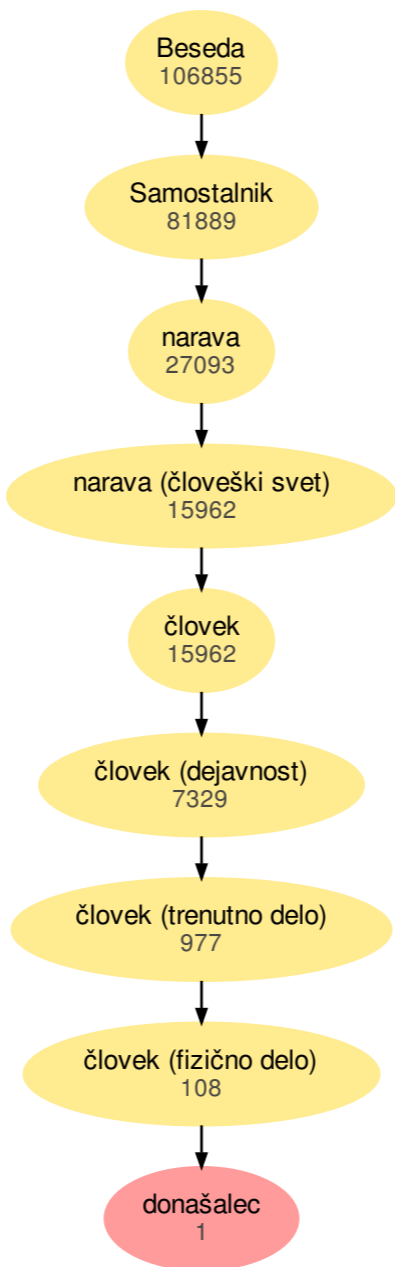 Beseda
106855
Samostalnik
81889
narava
27093
narava (človeški svet)
15962
človek
15962
človek (dejavnost)
7329
človek (trenutno delo)
977
človek (fizično delo)
108
donašalec
1